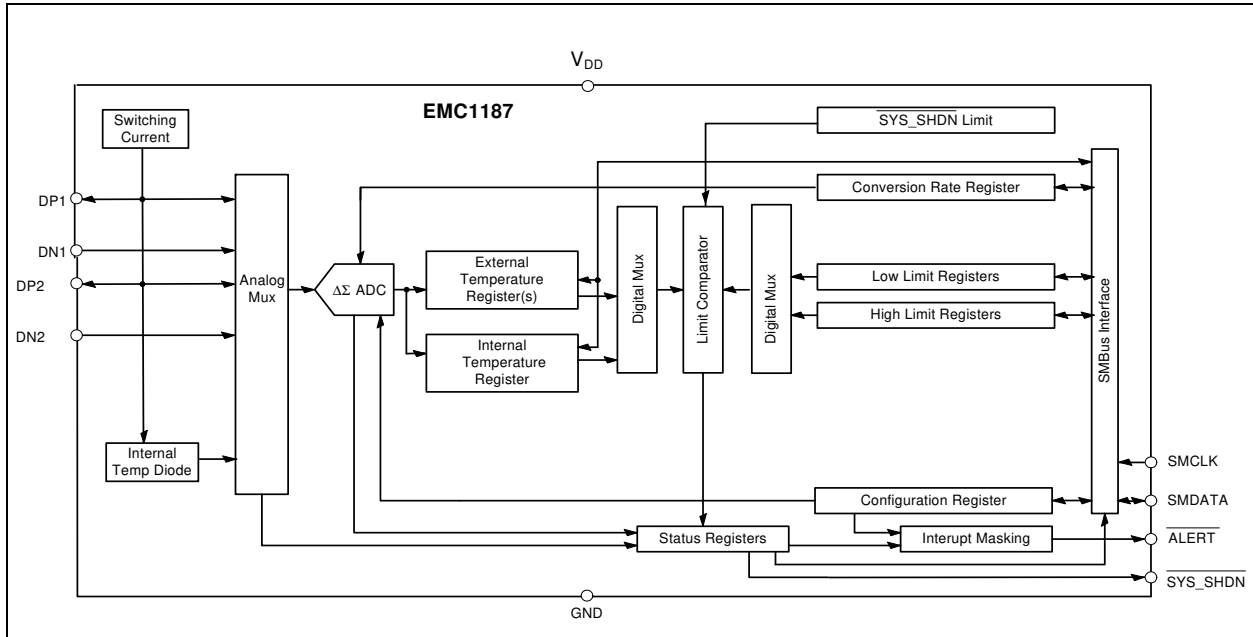 V_DD
EMC1187
Switching
Current
SYS_SHDN Limit
DP1
Conversion Rate Register
DN1
DP2
DN2
Analog
Mux
ΔΣ ADC
External
Temperature
Register(s)
Internal
Temperature
Register
Digital Mux
Limit Comparator
Digital Mux
Low Limit Registers
High Limit Registers
SMBus Interface
Internal
Temp Diode
SMCLK
Configuration Register
SMDATA
Status Registers
Interupt Masking
ALERT
SYS_SHDN
GND